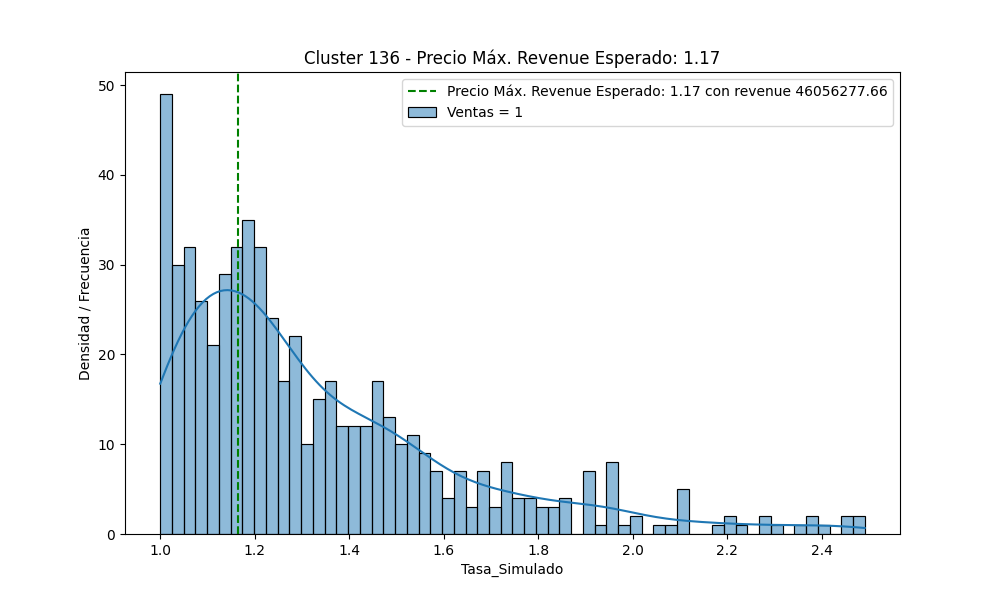 Cluster 136 - Precio Máx. Revenue Esperado: 1.17
Precio Máx. Revenue Esperado: 1.17 con revenue 46056277.66
Ventas = 1
Densidad / Frecuencia
50
40
30
20
10
0
1.0 1.2 1.4 1.6 1.8 2.0 2.2 2.4
Tasa_Simulado